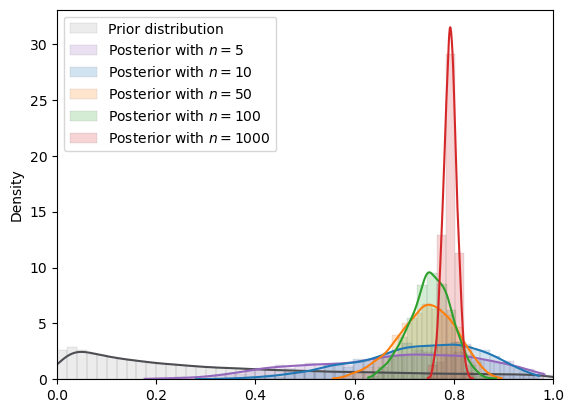 Prior distribution
Posterior with n = 5
Posterior with n = 10
Posterior with n = 50
Posterior with n = 100
Posterior with n = 1000
Density
30
25
20
15
10
5
0
0.0 0.2 0.4 0.6 0.8 1.0